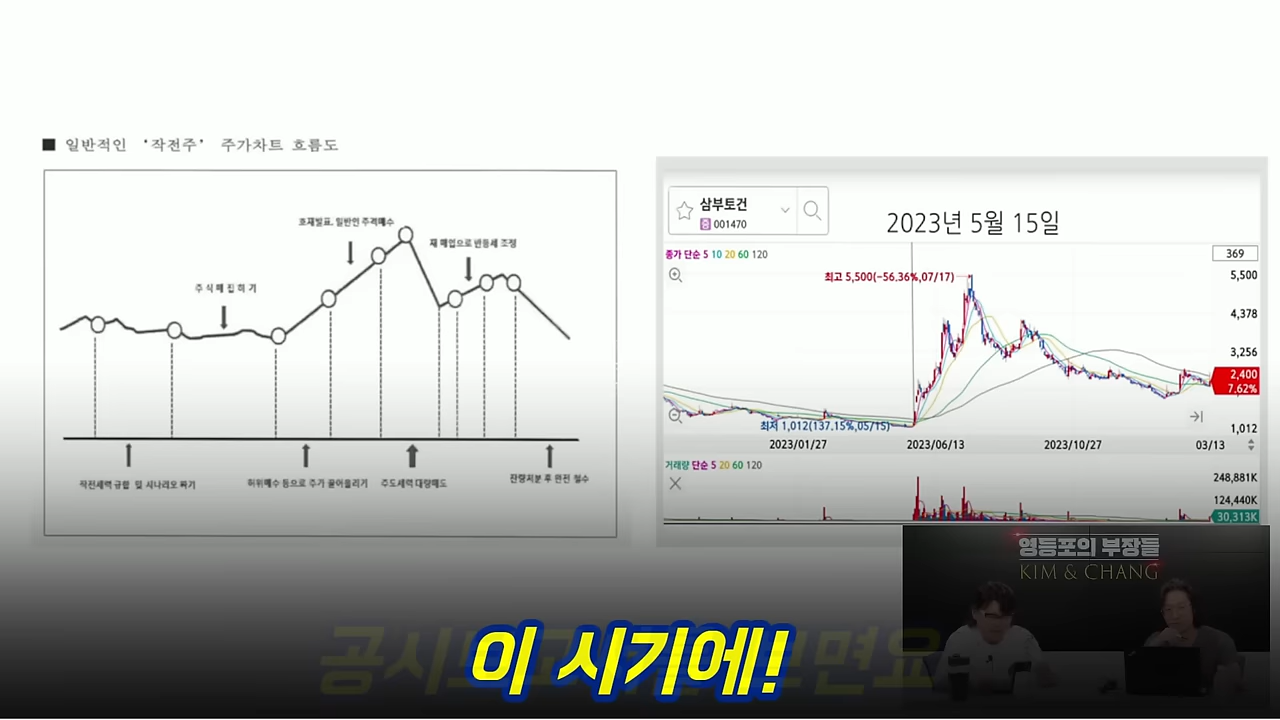 ■ 일반적인 '작전주' 주가차트 흐름도
호재발표, 일반인 추격매수
재 매입으로 반등세 조정
주식매집하기
작전세력 규합 및 시나리오 짜기
허위매수 등으로 주가 끌어올리기
주도세력 대량매도
잔량처분 후 완전 철수
삼부토건
증 001470
2023년 5월 15일
종가 단순 5 10 20 60 120
369
최고 5,500(-56.36%,07/17)
5,500
4,378
3,256
2,400
7.62%
1,012
최저 1,012(137.15%,05/15)
2023/01/27
2023/06/13
2023/10/27
03/13
거래량 단순 5 20 60 120
248,881K
124,440K
30,313K
영등포의 부장들
KIM & CHANG
이 시기에!